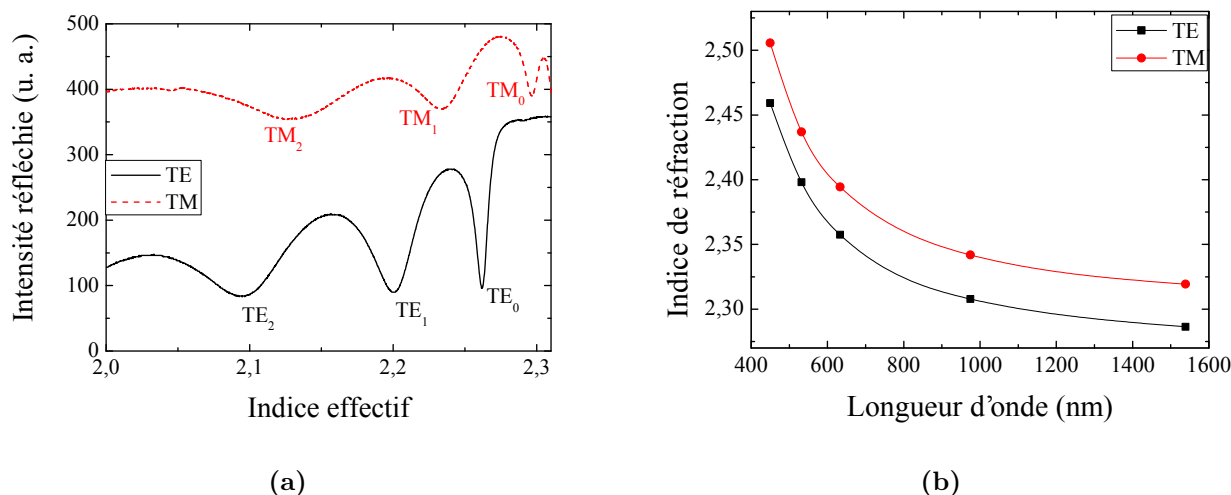 500
400
300
200
100
0
2,0
2,1
2,2
2,3
Intensité réfléchie (u. a.)
Indice effectif
TM₂
TM₁
TM₀
TE
TM
TE₂
TE₁
TE₀
(a)
2,50
2,45
2,40
2,35
2,30
400
600
800
1000
1200
1400
1600
Indice de réfraction
Longueur d'onde (nm)
TE
TM
(b)